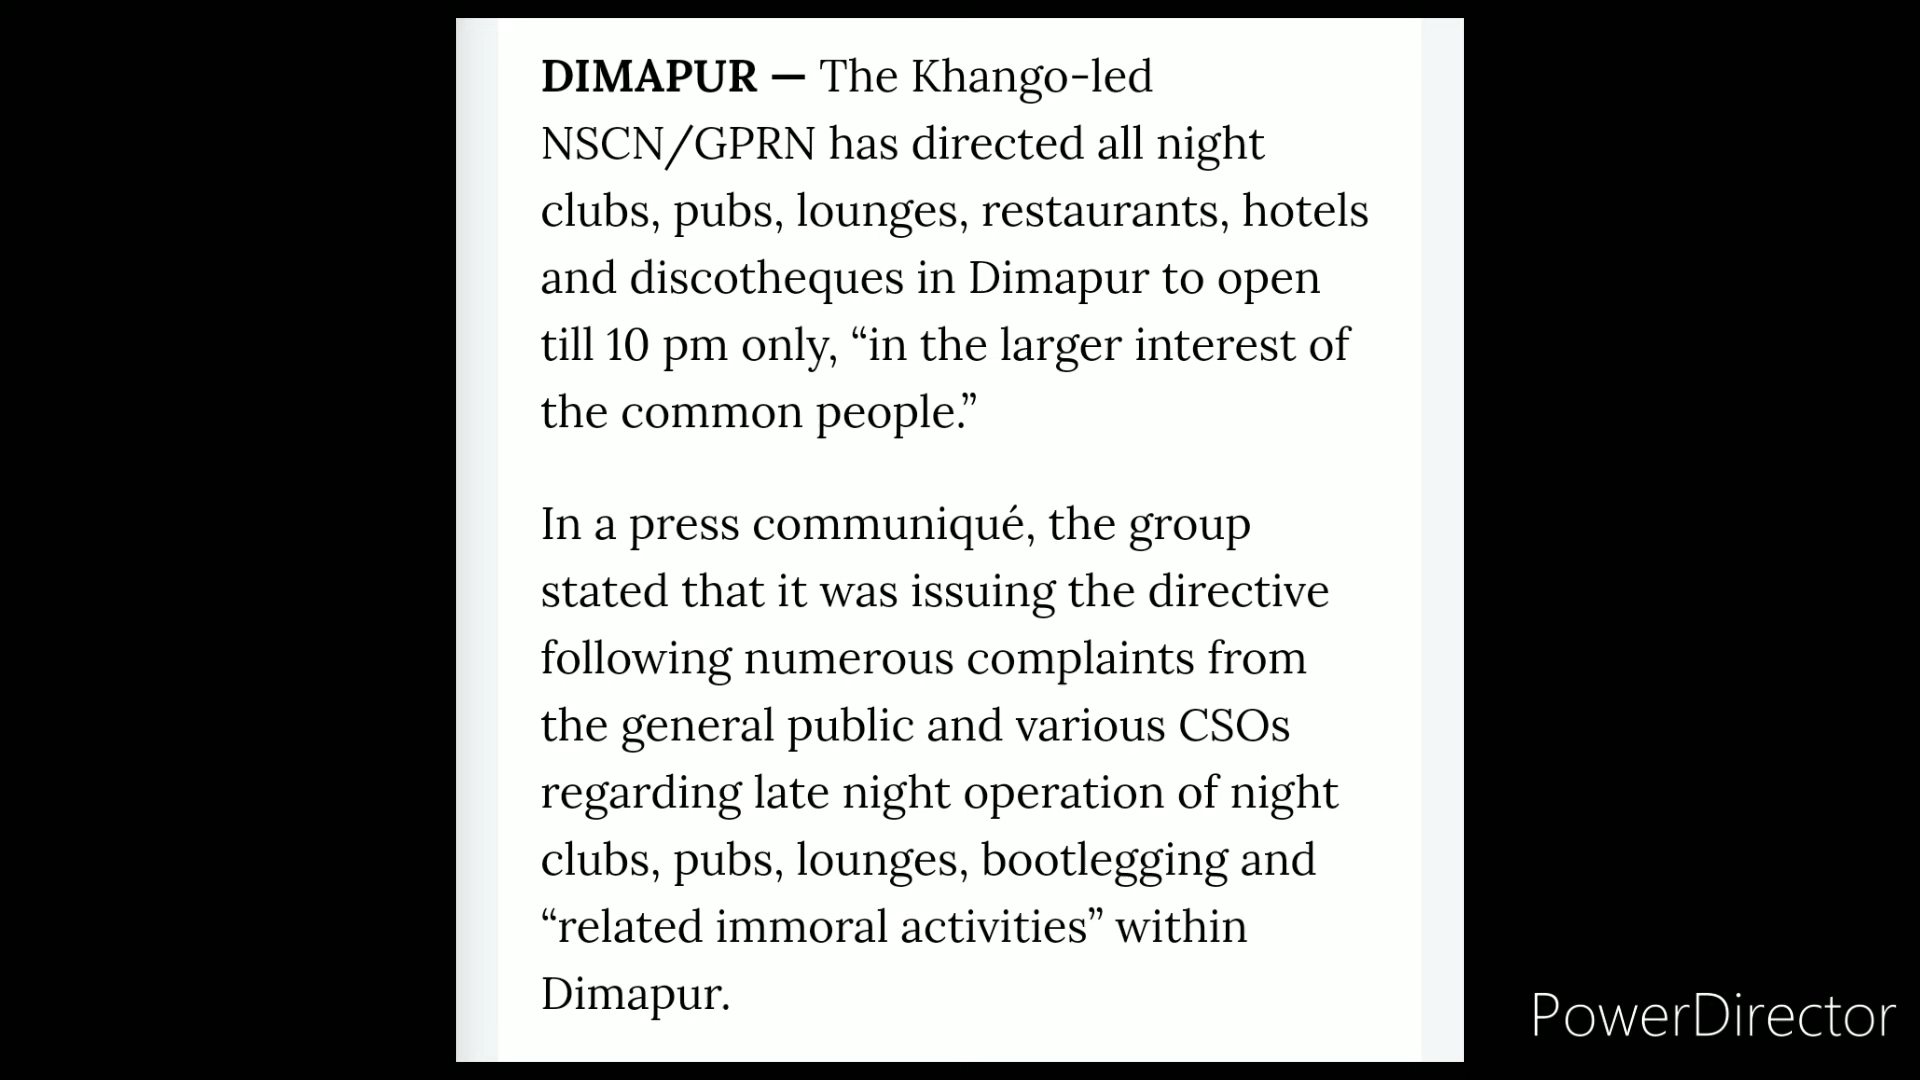 DIMAPUR — The Khango-led
NSCN/GPRN has directed all night
clubs, pubs, lounges, restaurants, hotels
and discotheques in Dimapur to open
till 10 pm only, “in the larger interest of
the common people.”
In a press communiqué, the group
stated that it was issuing the directive
following numerous complaints from
the general public and various CSOs
regarding late night operation of night
clubs, pubs, lounges, bootlegging and
“related immoral activities” within
Dimapur.
PowerDirector